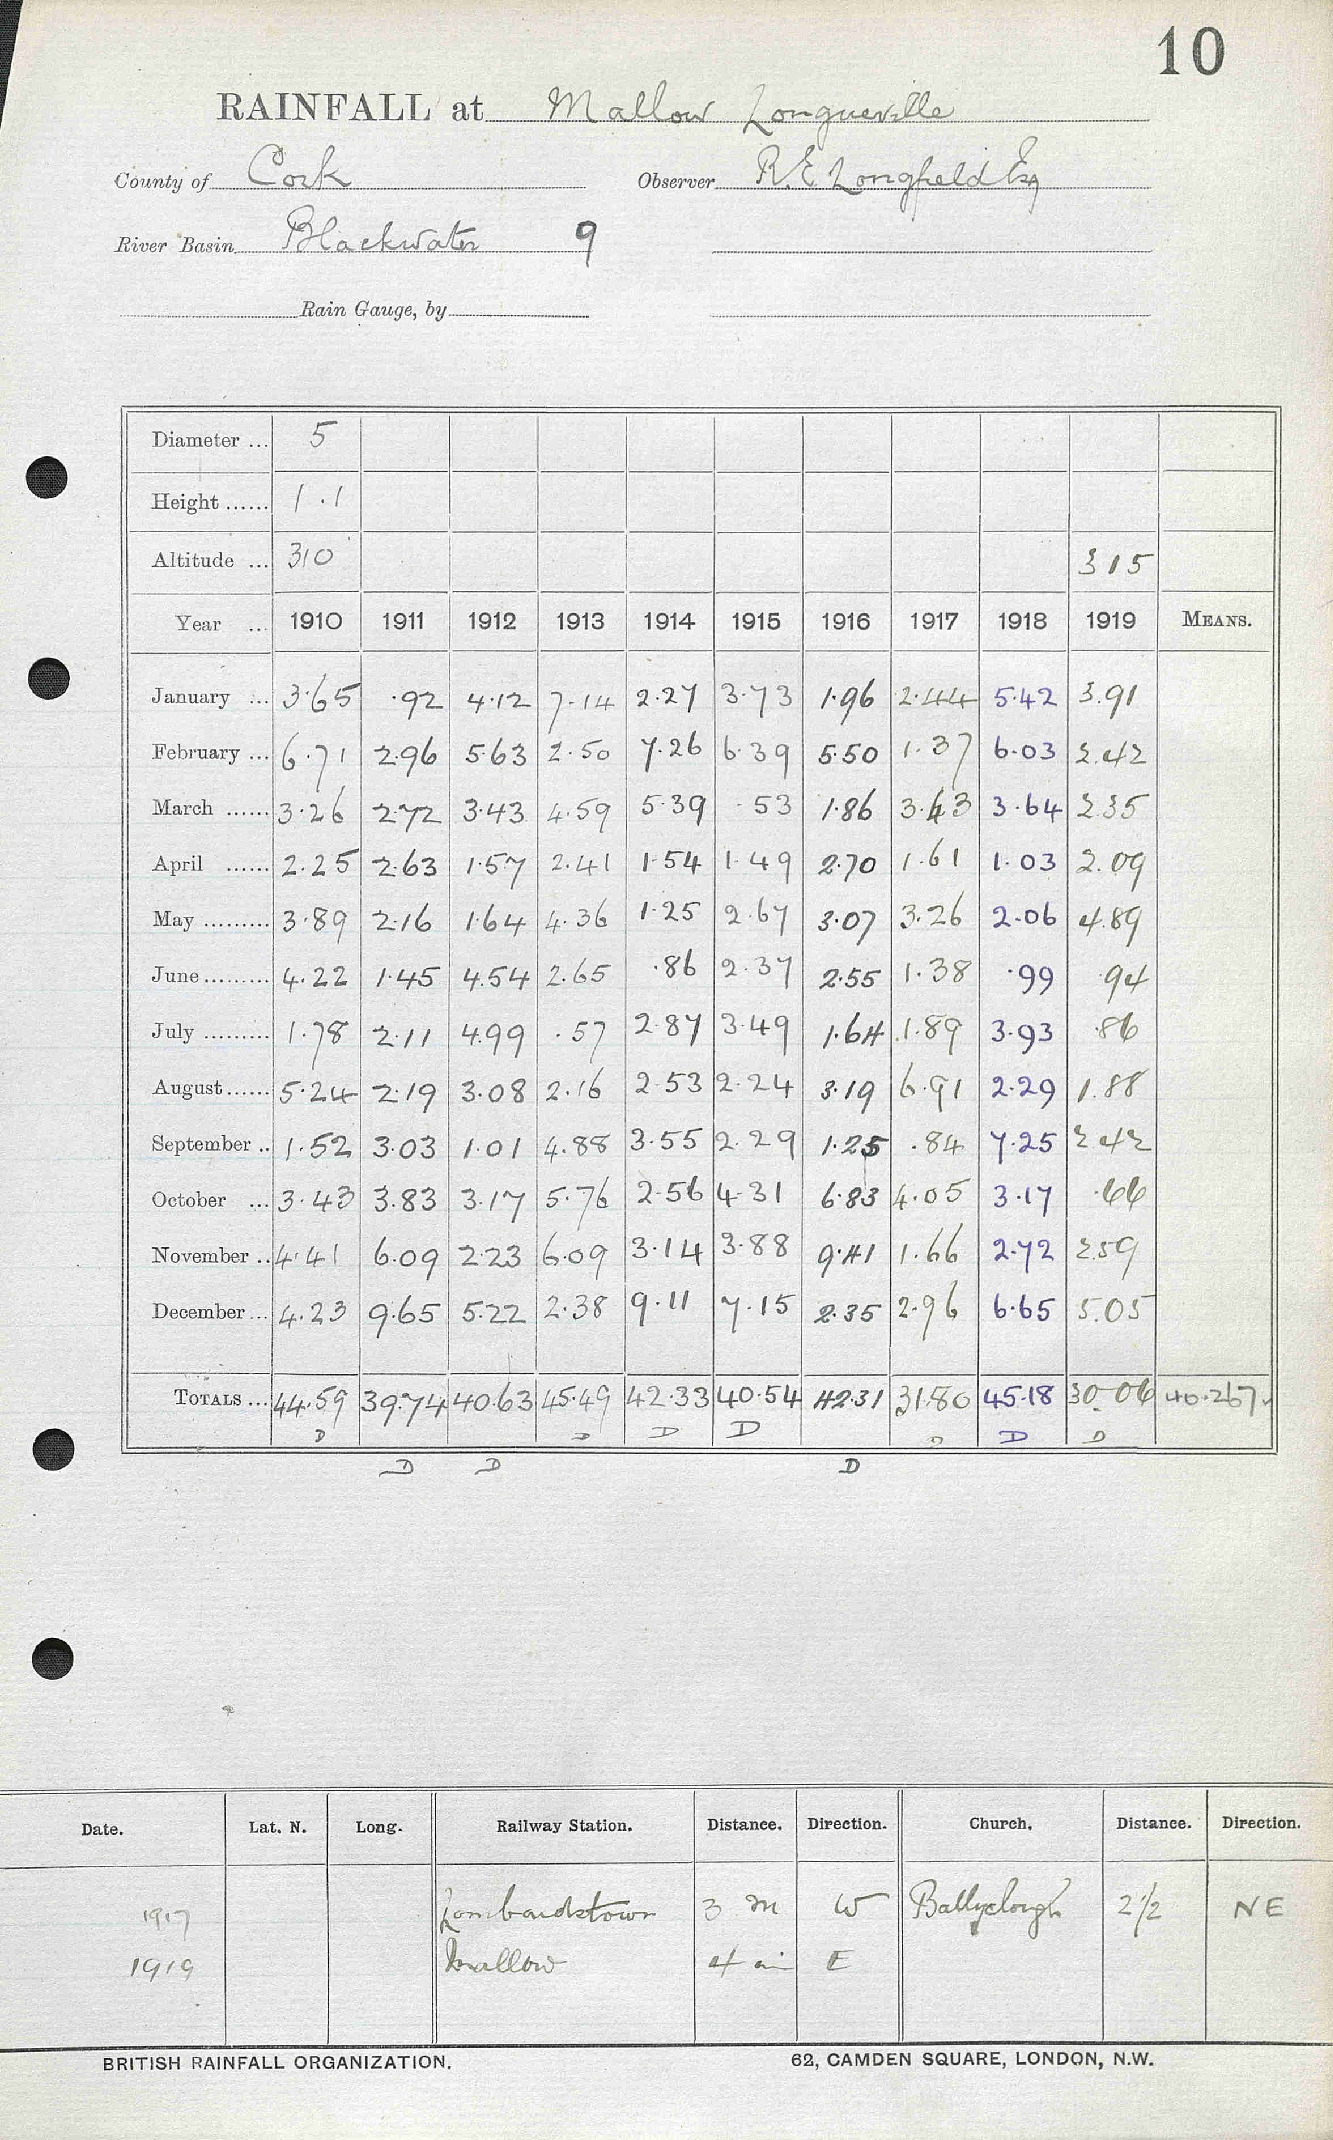 10
RAINFALL at Mallow Longueville
County of Cork Observer R. E. Longfield Esq
River Basin Blackwater 9
Rain Gauge, by
Diameter ... 5
Height ...... 1.1
Altitude ... 310 315
Year ... 1910 1911 1912 1913 1914 1915 1916 1917 1918 1919 MEANS.
January ... 3.65 .92 4.12 7.14 2.27 3.73 1.96 2.44 5.42 3.91
February ... 6.71 2.96 5.63 2.50 7.26 6.39 5.50 1.37 6.03 2.42
March ...... 3.26 2.72 3.43 4.59 5.39 .53 1.86 3.43 3.64 2.35
April ...... 2.25 2.63 1.57 2.41 1.54 1.49 2.70 1.61 1.03 2.09
May ......... 3.89 2.16 1.64 4.36 1.25 2.67 3.07 3.26 2.06 4.89
June ......... 4.22 1.45 4.54 2.65 .86 2.37 2.55 1.38 .99 .94
July ......... 1.78 2.11 4.99 .57 2.87 3.49 1.64 1.89 3.93 .86
August ...... 5.24 2.19 3.08 2.16 2.53 2.24 3.19 6.91 2.29 1.88
September .. 1.52 3.03 1.01 4.88 3.55 2.29 1.25 .84 7.25 2.42
October ... 3.43 3.83 3.17 5.76 2.56 4.31 6.83 4.05 3.17 .66
November .. 4.41 6.09 2.23 6.09 3.14 3.88 9.41 1.66 2.72 2.59
December ... 4.23 9.65 5.22 2.38 9.11 7.15 2.35 2.96 6.65 5.05
TOTALS ... 44.59 39.74 40.63 45.49 42.33 40.54 42.31 31.80 45.18 30.06 40.267
D D D D D D D
D D D
Date. Lat. N. Long. Railway Station. Distance. Direction. Church. Distance. Direction.
1917 Lombardstown 3 m W Ballyclough 2½ NE
1919 Mallow 4 mi E
BRITISH RAINFALL ORGANIZATION. 62, CAMDEN SQUARE, LONDON, N.W.